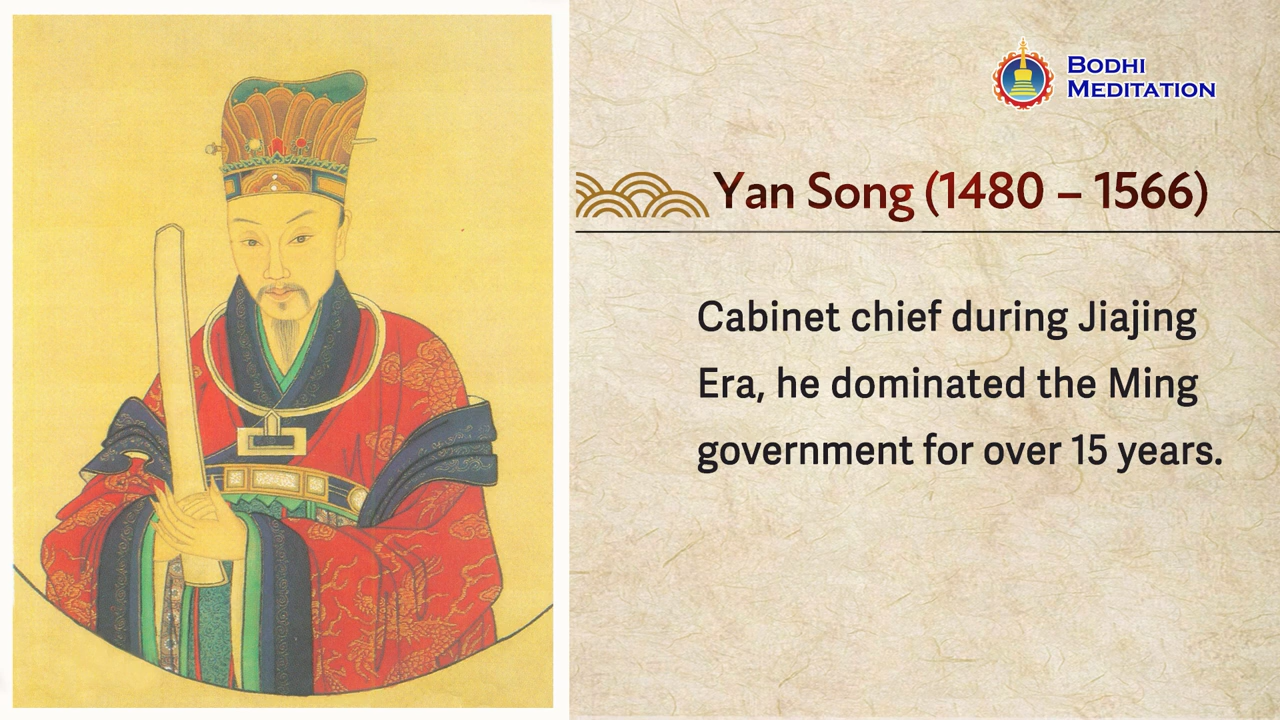 BODHI
MEDITATION
Yan Song (1480 – 1566)
Cabinet chief during Jiajing
Era, he dominated the Ming
government for over 15 years.